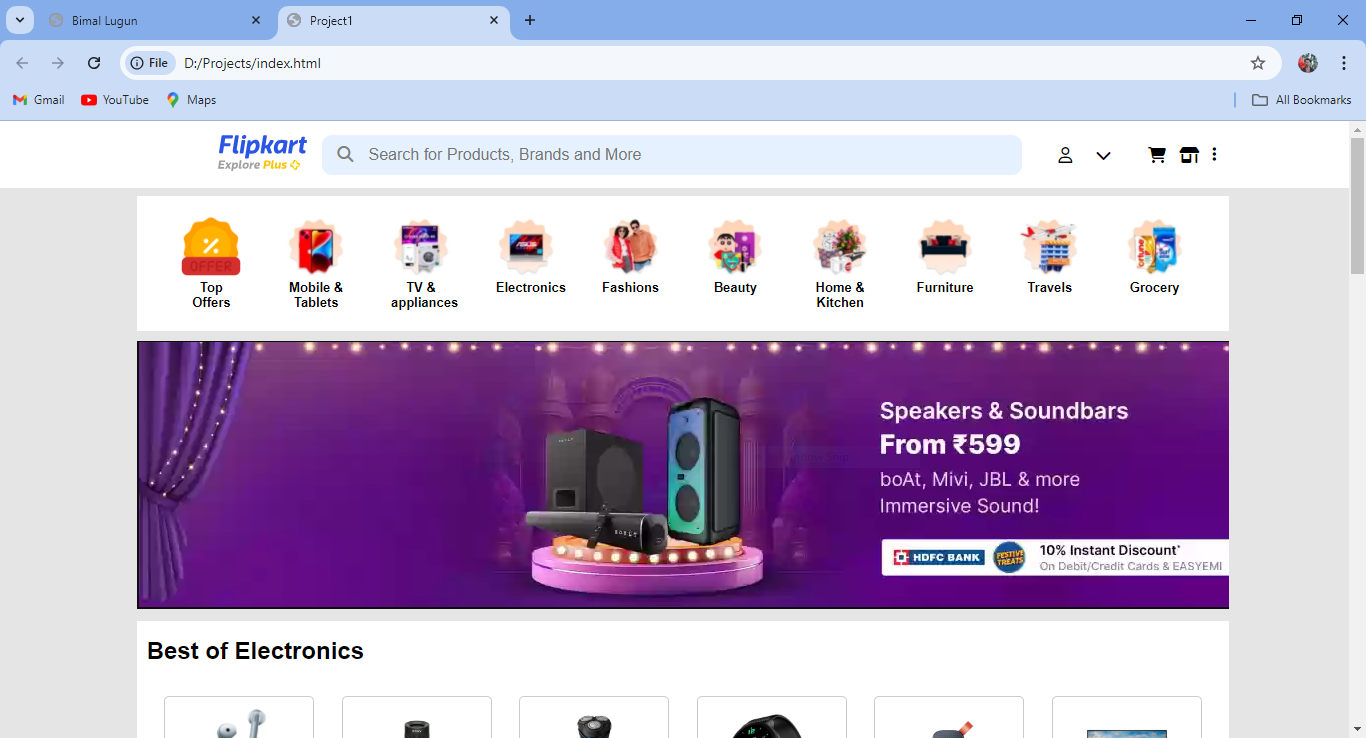 Bimal Lugun
Project1
File
D:/Projects/index.html
Gmail
YouTube
Maps
All Bookmarks
Flipkart
Explore Plus
Search for Products, Brands and More
OFFER
Top
Offers
Mobile &
Tablets
TV &
appliances
Electronics
Fashions
Beauty
Home &
Kitchen
Furniture
Travels
Grocery
Speakers & Soundbars
From ₹599
boAt, Mivi, JBL & more
Immersive Sound!
HDFC BANK
FESTIVE
TREATS
10% Instant Discount*
On Debit/Credit Cards & EASYEMI
Best of Electronics